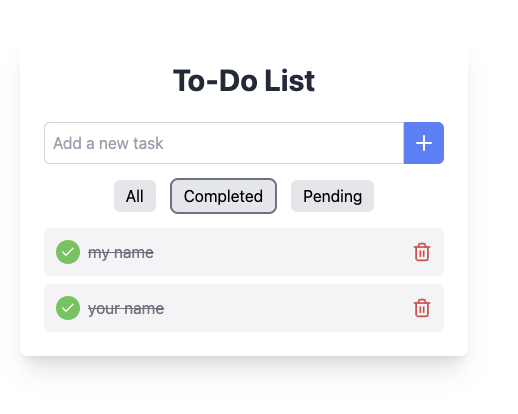 To-Do List
Add a new task
All Completed Pending
my name
your name